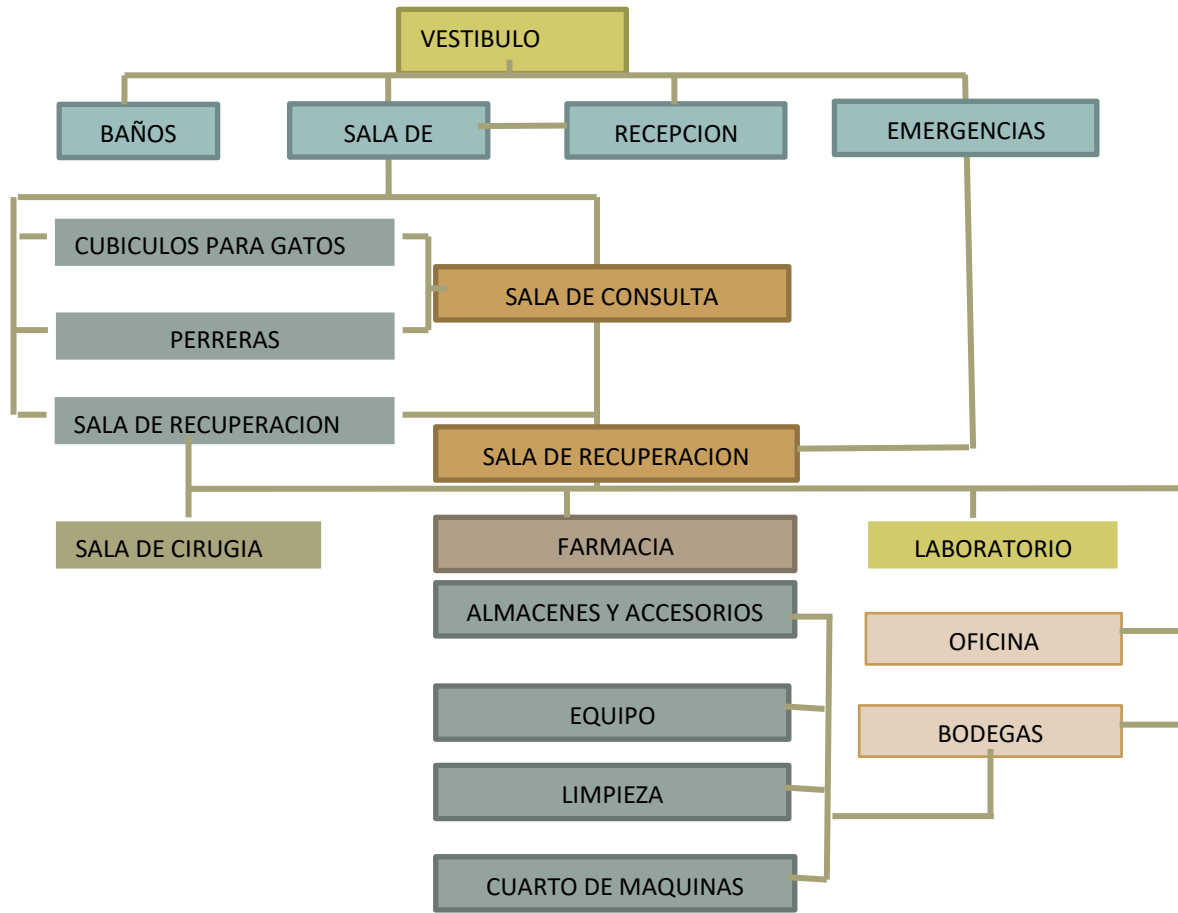 VESTIBULO
BAÑOS
SALA DE
RECEPCION
EMERGENCIAS
CUBICULOS PARA GATOS
SALA DE CONSULTA
PERRERAS
SALA DE RECUPERACION
SALA DE RECUPERACION
SALA DE CIRUGIA
FARMACIA
LABORATORIO
ALMACENES Y ACCESORIOS
OFICINA
EQUIPO
BODEGAS
LIMPIEZA
CUARTO DE MAQUINAS